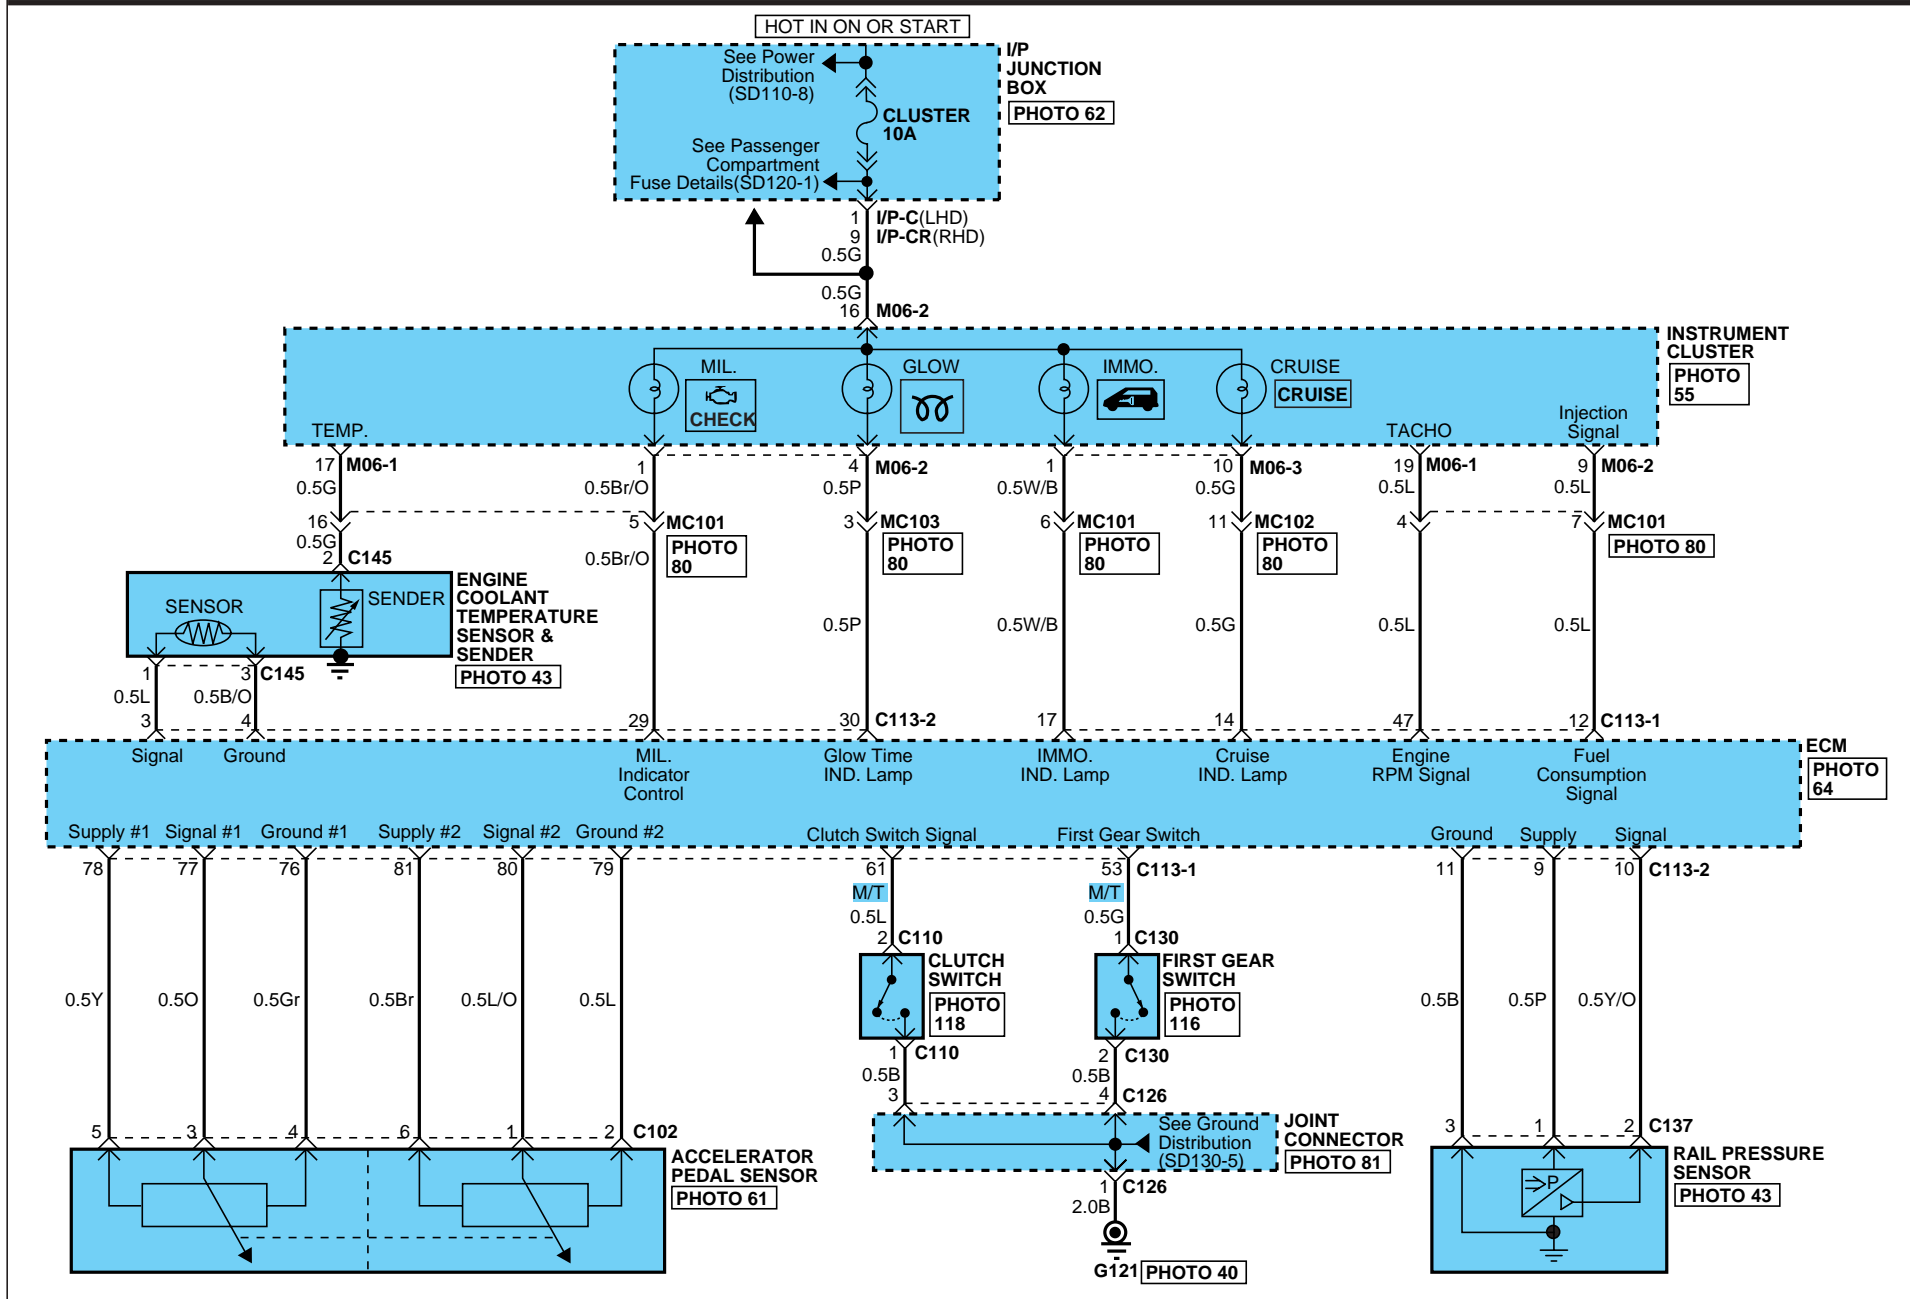 HOT IN ON OR START
See Power
Distribution
(SD110-8)
CLUSTER
10A
See Passenger
Compartment
Fuse Details(SD120-1)
I/P
JUNCTION
BOX
PHOTO 62
1 I/P-C(LHD)
9 I/P-CR(RHD)
0.5G
0.5G
16 M06-2
INSTRUMENT
CLUSTER
PHOTO
55
MIL.
CHECK
GLOW
IMMO.
CRUISE
CRUISE
TEMP.
TACHO
Injection
Signal
17 M06-1
1
4 M06-2
1
10 M06-3
19 M06-1
9 M06-2
0.5G
0.5Br/O
0.5P
0.5W/B
0.5G
0.5L
0.5L
16
5 MC101
PHOTO
80
3 MC103
PHOTO
80
6 MC101
PHOTO
80
11 MC102
PHOTO
80
4
7 MC101
PHOTO 80
0.5G
0.5Br/O
2 C145
SENSOR
SENDER
ENGINE
COOLANT
TEMPERATURE
SENSOR &
SENDER
PHOTO 43
0.5P
0.5W/B
0.5G
0.5L
0.5L
1
3 C145
0.5L
0.5B/O
3
4
29
30 C113-2
17
14
47
12 C113-1
Signal
Ground
MIL.
Indicator
Control
Glow Time
IND. Lamp
IMMO.
IND. Lamp
Cruise
IND. Lamp
Engine
RPM Signal
Fuel
Consumption
Signal
ECM
PHOTO
64
Supply #1
Signal #1
Ground #1
Supply #2
Signal #2
Ground #2
Clutch Switch Signal
First Gear Switch
Ground
Supply
Signal
78
77
76
81
80
79
61
53 C113-1
11
9
10 C113-2
M/T
M/T
0.5L
0.5G
2 C110
1 C130
CLUTCH
SWITCH
PHOTO
118
FIRST GEAR
SWITCH
PHOTO
116
0.5Y
0.5O
0.5Gr
0.5Br
0.5L/O
0.5L
0.5B
0.5P
0.5Y/O
1 C110
2 C130
0.5B
0.5B
3
4 C126
See Ground
Distribution
(SD130-5)
JOINT
CONNECTOR
PHOTO 81
5
3
4
6
1
2 C102
3
1
2 C137
ACCELERATOR
PEDAL SENSOR
PHOTO 61
1 C126
2.0B
G121 PHOTO 40
P
RAIL PRESSURE
SENSOR
PHOTO 43